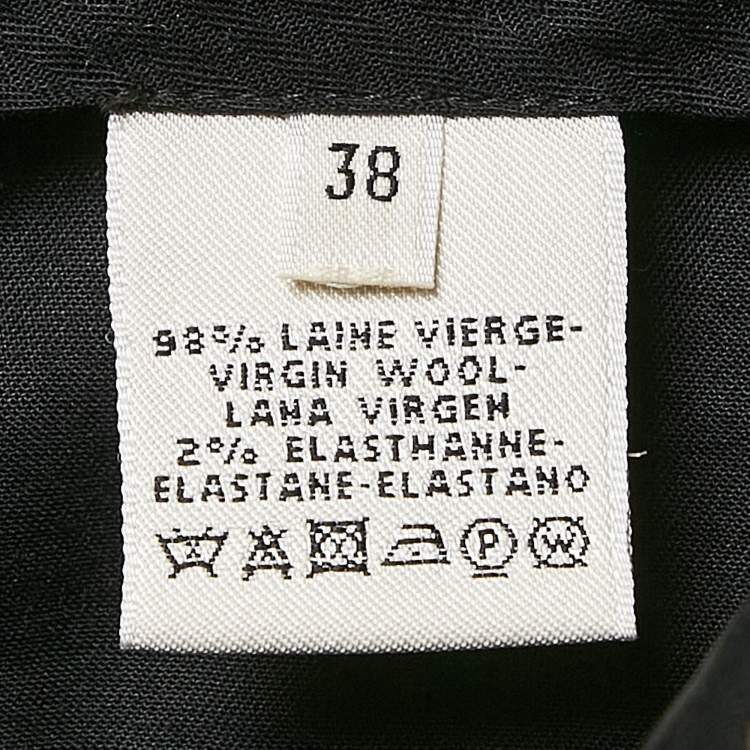 38
98% LAINE VIERGE-
VIRGIN WOOL-
LANA VIRGEN
2% ELASTHANNE-
ELASTANE-ELASTANO
P W